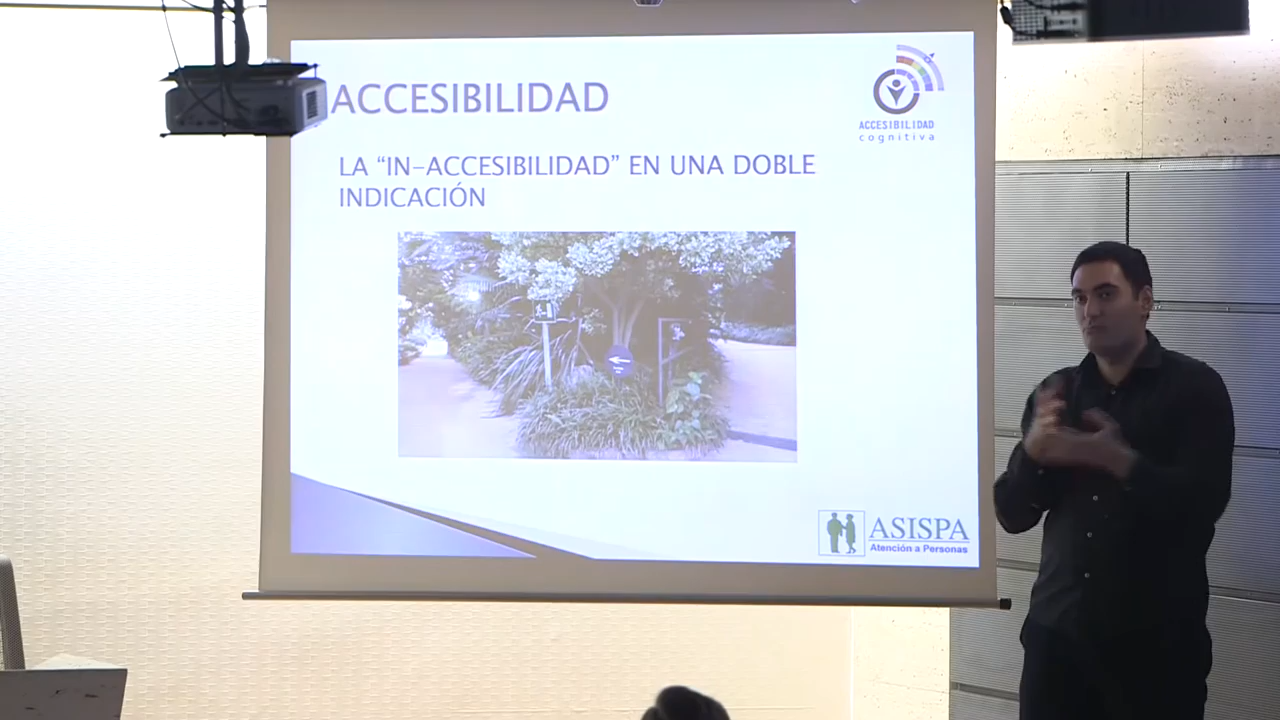 ACCESIBILIDAD
ACCESIBILIDAD
cognitiva
LA “IN-ACCESIBILIDAD” EN UNA DOBLE
INDICACIÓN
ASISPA
Atención a Personas